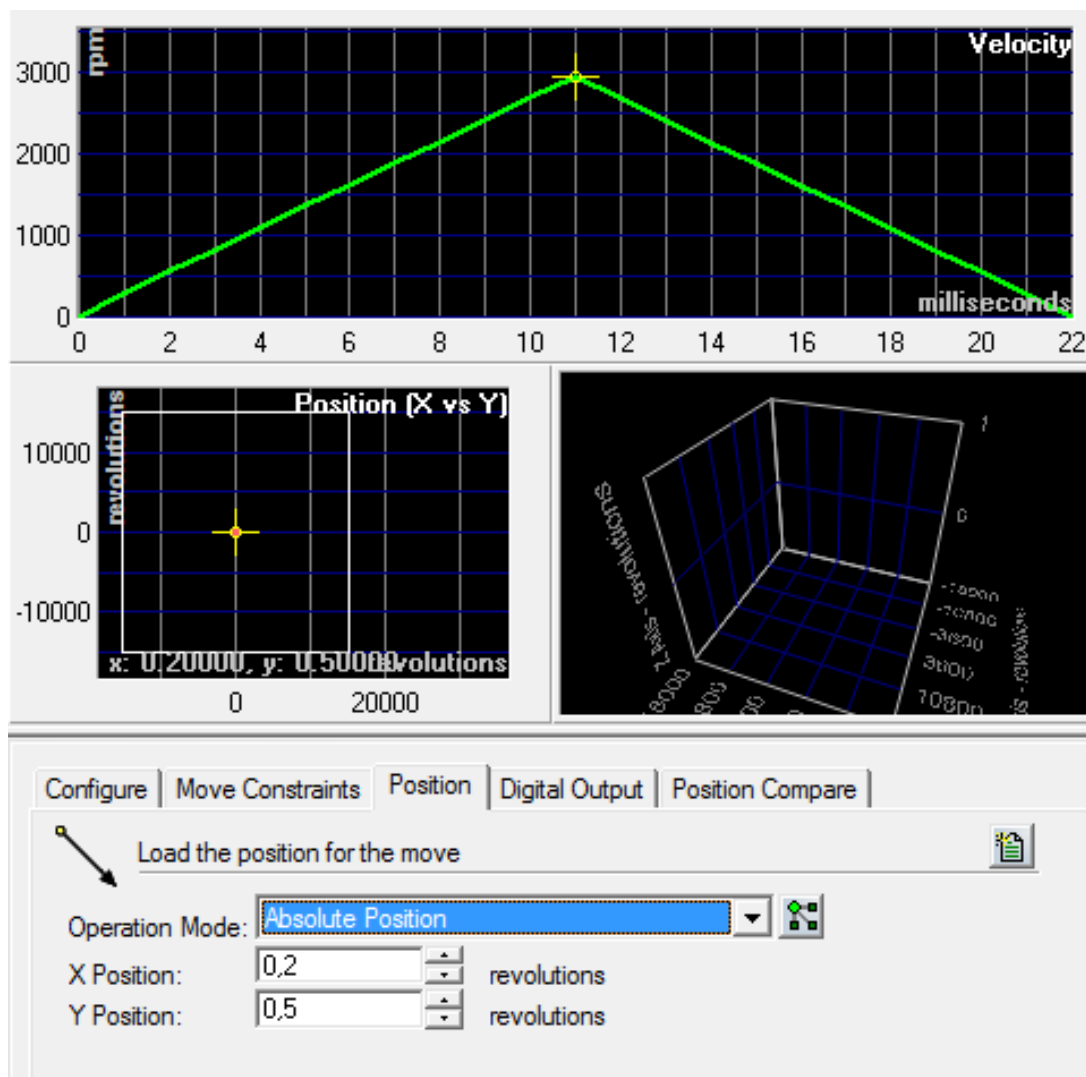 Velocity
rpm
3000
2000
1000
0
milliseconds
0 2 4 6 8 10 12 14 16 18 20 22
Position (X vs Y)
revolutions
10000
0
-10000
x: 0.20000, y: 0.50000 revolutions
0 20000
1
Z Axis - revolutions
Configure
Move Constraints
Position
Digital Output
Position Compare
Load the position for the move
Operation Mode: Absolute Position
X Position: 0,2 revolutions
Y Position: 0,5 revolutions